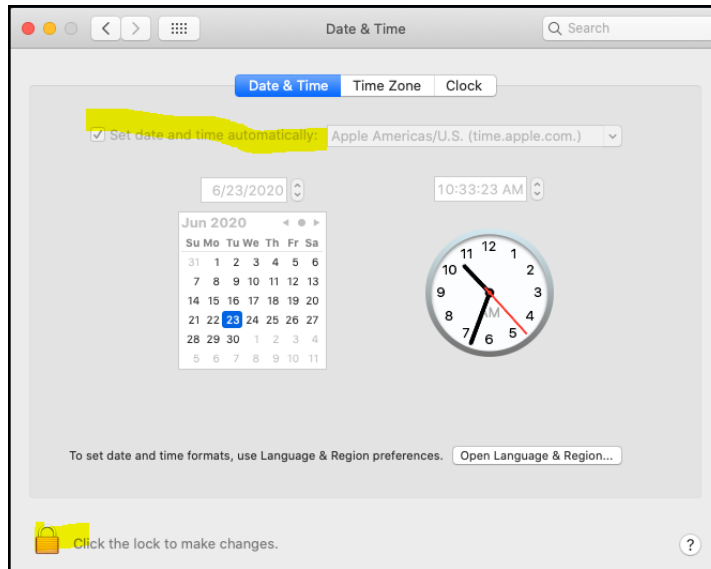 Date & Time
Search
Date & Time Time Zone Clock
Set date and time automatically: Apple Americas/U.S. (time.apple.com.)
6/23/2020 10:33:23 AM
Jun 2020
Su Mo Tu We Th Fr Sa
31 1 2 3 4 5 6
7 8 9 10 11 12 13
14 15 16 17 18 19 20
21 22 23 24 25 26 27
28 29 30 1 2 3 4
5 6 7 8 9 10 11
12 1 2 3 4 5 6 7 8 9 10 11
AM
To set date and time formats, use Language & Region preferences. Open Language & Region...
Click the lock to make changes. ?